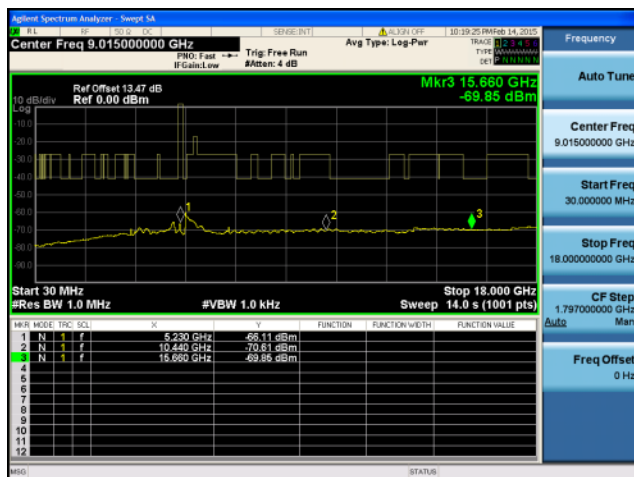 Agilent Spectrum Analyzer - Swept SA
RL RF 50 Ω DC SENSE:INT ALIGN OFF 10:19:25 PM Feb 14, 2015
Center Freq 9.015000000 GHz
PNO: Fast
IFGain:Low
Trig: Free Run
#Atten: 4 dB
Avg Type: Log-Pwr
TRACE 1 2 3 4 5 6
TYPE
DET P N N N N N
Ref Offset 13.47 dB
Ref 0.00 dBm
Mkr3 15.660 GHz
-69.85 dBm
10 dB/div
Log
-10.0
-20.0
-30.0
-40.0
-50.0
-60.0
-70.0
-80.0
-90.0
1
2
3
Start 30 MHz
Stop 18.000 GHz
#Res BW 1.0 MHz
#VBW 1.0 kHz
Sweep 14.0 s (1001 pts)
MKR MODE TRC SCL X Y FUNCTION FUNCTION WIDTH FUNCTION VALUE
1 N 1 f 5.230 GHz -66.11 dBm
2 N 1 f 10.440 GHz -70.61 dBm
3 N 1 f 15.660 GHz -69.85 dBm
4
5
6
7
8
9
10
11
12
MSG
STATUS
Frequency
Auto Tune
Center Freq
9.015000000 GHz
Start Freq
30.000000 MHz
Stop Freq
18.000000000 GHz
CF Step
1.797000000 GHz
Auto Man
Freq Offset
0 Hz